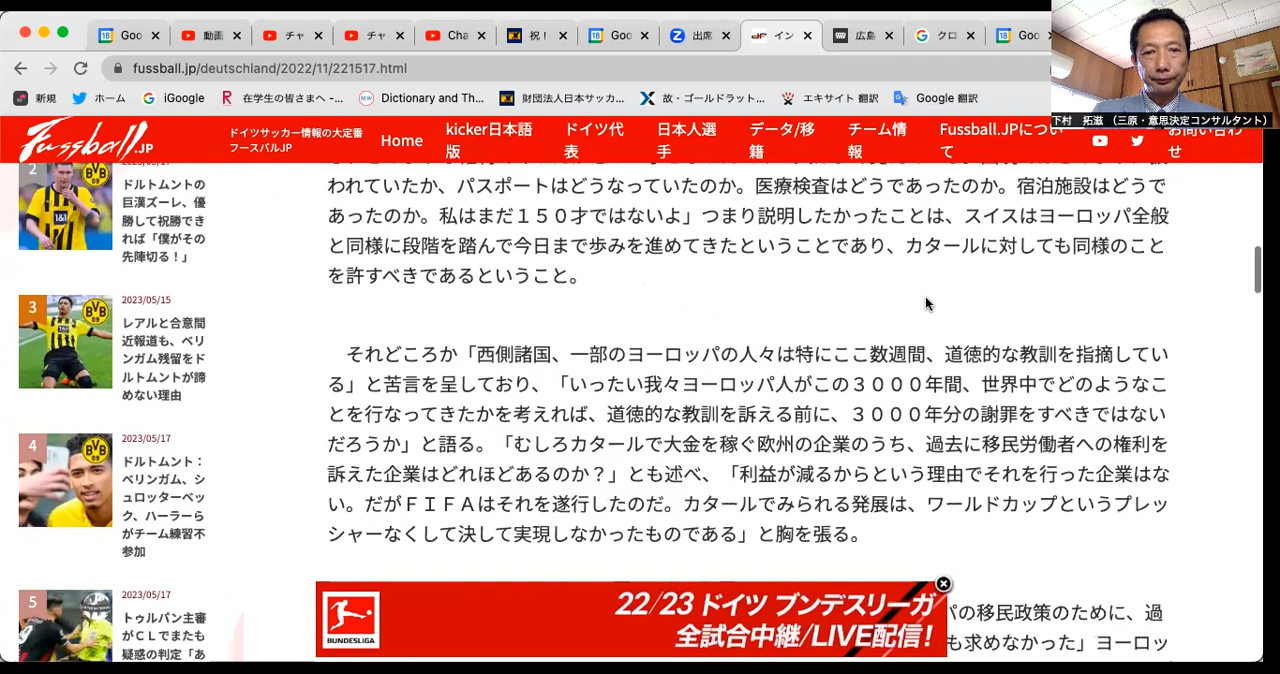 Goo
動画
チャ
チャ
Cha
祝！
Goo
出席
イン
広島
クロ
Goo
fussball.jp/deutschland/2022/11/221517.html
新規
ホーム
iGoogle
在学生の皆さまへ -...
Dictionary and Th...
財団法人日本サッカ...
故・ゴールドラット...
エキサイト 翻訳
Google 翻訳
下村 拓滋 （三原・意思決定コンサルタント）
Fussball.JP
ドイツサッカー情報の大定番
フースバルJP
Home
kicker日本語
版
ドイツ代
表
日本人選
手
データ/移
籍
チーム情
報
Fussball.JPについ
て
お問い合わ
せ
2
ドルトムントの
巨漢ズーレ、優
勝して祝勝でき
れば「僕がその
先陣切る！」
3
2023/05/15
レアルと合意間
近報道も、ベリ
ンガム残留をド
ルトムントが諦
めない理由
4
2023/05/17
ドルトムント：
ベリンガム、シ
ュロッターベッ
ク、ハーラーら
がチーム練習不
参加
5
2023/05/17
トゥルパン主審
がＣＬでまたも
疑惑の判定「あ
われていたか、パスポートはどうなっていたのか。医療検査はどうであったのか。宿泊施設はどうで
あったのか。私はまだ１５０才ではないよ」つまり説明したかったことは、スイスはヨーロッパ全般
と同様に段階を踏んで今日まで歩みを進めてきたということであり、カタールに対しても同様のこと
を許すべきであるということ。
それどころか「西側諸国、一部のヨーロッパの人々は特にここ数週間、道徳的な教訓を指摘してい
る」と苦言を呈しており、「いったい我々ヨーロッパ人がこの３０００年間、世界中でどのようなこ
とを行なってきたかを考えれば、道徳的な教訓を訴える前に、３０００年分の謝罪をすべきではない
だろうか」と語る。「むしろカタールで大金を稼ぐ欧州の企業のうち、過去に移民労働者への権利を
訴えた企業はどれほどあるのか？」とも述べ、「利益が減るからという理由でそれを行った企業はな
い。だがＦＩＦＡはそれを遂行したのだ。カタールでみられる発展は、ワールドカップというプレッ
シャーなくして決して実現しなかったものである」と胸を張る。
パの移民政策のために、過
も求めなかった」ヨーロッ
BUNDESLIGA
22/23 ドイツ ブンデスリーガ
全試合中継/LIVE配信！